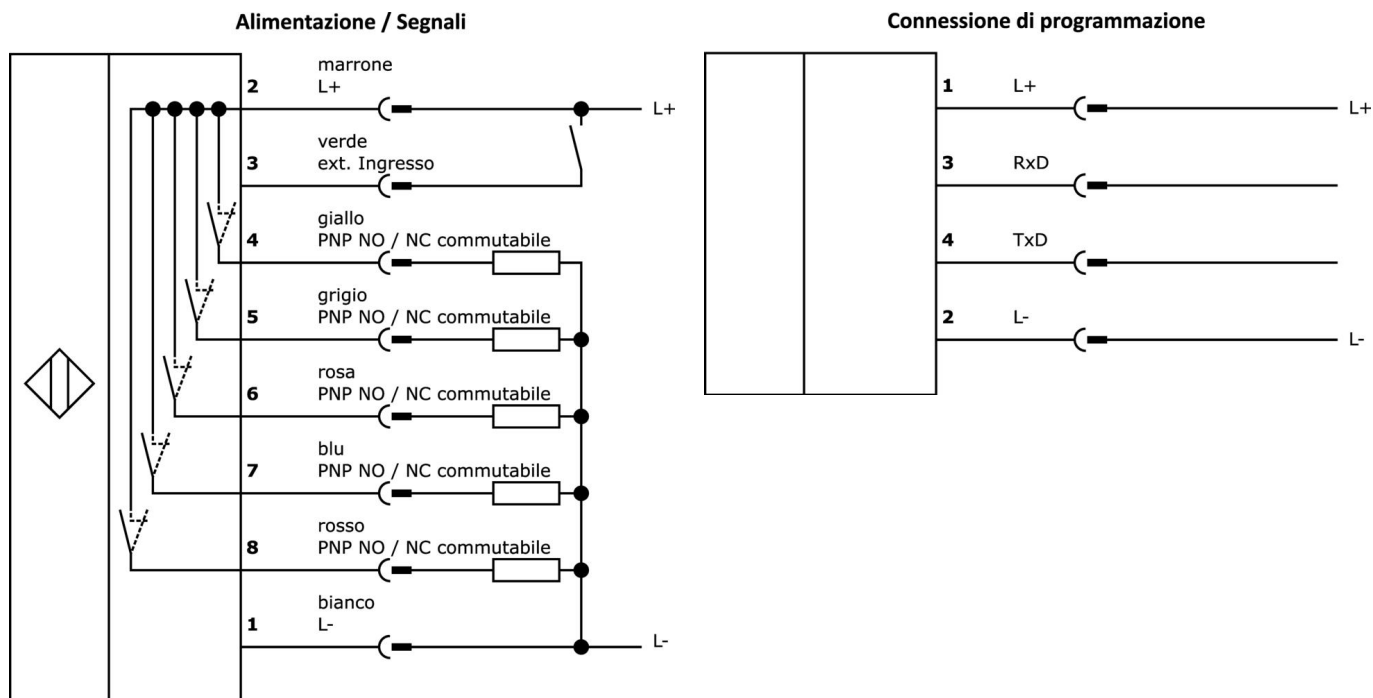 Alimentazione / Segnali
2
marrone
L+
L+
3
verde
ext. Ingresso
4
giallo
PNP NO / NC commutabile
5
grigio
PNP NO / NC commutabile
6
rosa
PNP NO / NC commutabile
7
blu
PNP NO / NC commutabile
8
rosso
PNP NO / NC commutabile
1
bianco
L-
L-
Connessione di programmazione
1
L+
L+
3
RxD
4
TxD
2
L-
L-